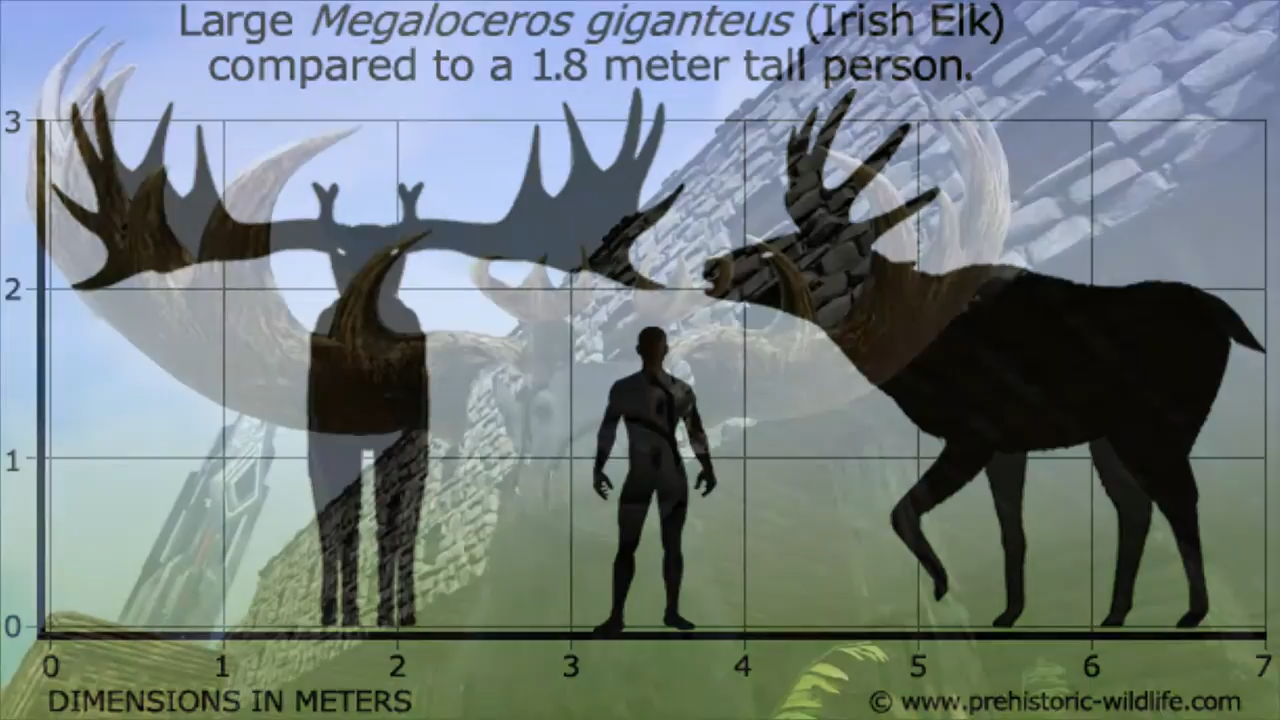 Large Megaloceros giganteus (Irish Elk)
compared to a 1.8 meter tall person.
3
2
1
0
0 1 2 3 4 5 6 7
DIMENSIONS IN METERS
© www.prehistoric-wildlife.com